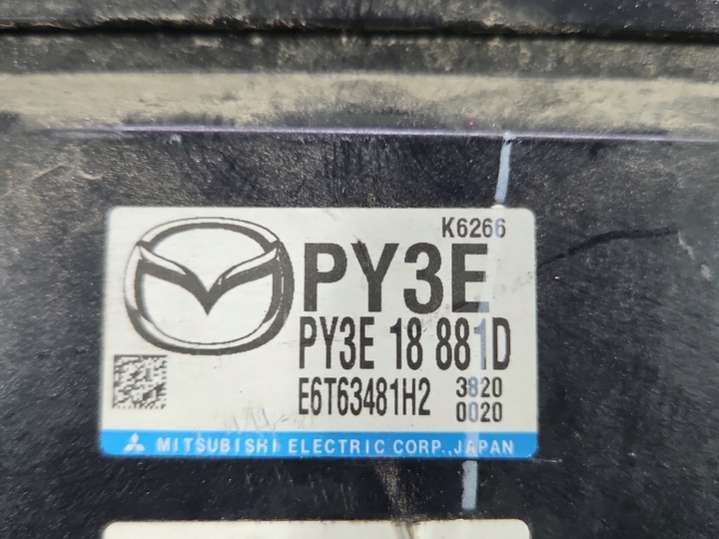 K6266
PY3E
PY3E 18 881D
E6T63481H2 3820
0020
MITSUBISHI ELECTRIC CORP., JAPAN